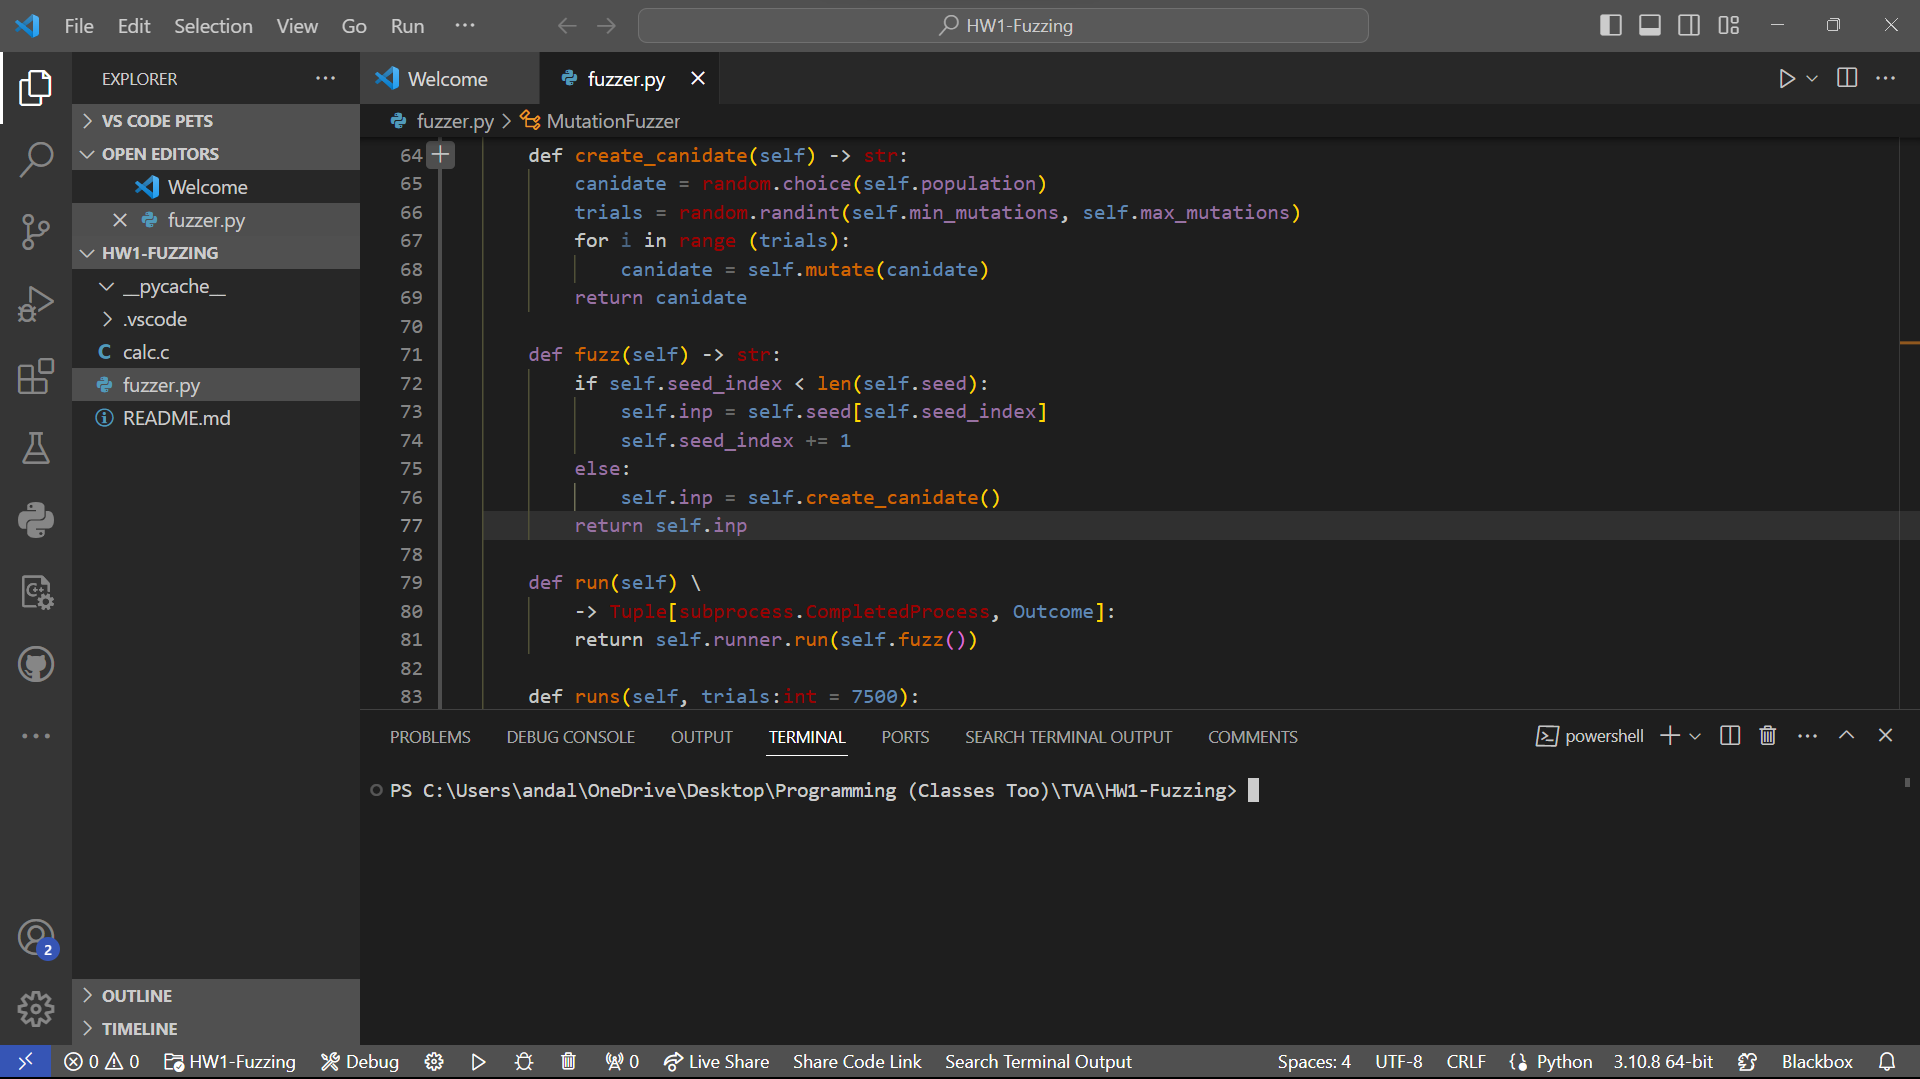 File Edit Selection View Go Run ···
HW1-Fuzzing
EXPLORER
VS CODE PETS
OPEN EDITORS
Welcome
fuzzer.py
HW1-FUZZING
__pycache__
.vscode
C calc.c
fuzzer.py
README.md
OUTLINE
TIMELINE
Welcome
fuzzer.py
fuzzer.py > MutationFuzzer
64 def create_canidate(self) -> str:
65 canidate = random.choice(self.population)
66 trials = random.randint(self.min_mutations, self.max_mutations)
67 for i in range (trials):
68 canidate = self.mutate(canidate)
69 return canidate
70
71 def fuzz(self) -> str:
72 if self.seed_index < len(self.seed):
73 self.inp = self.seed[self.seed_index]
74 self.seed_index += 1
75 else:
76 self.inp = self.create_canidate()
77 return self.inp
78
79 def run(self) \
80 -> Tuple[subprocess.CompletedProcess, Outcome]:
81 return self.runner.run(self.fuzz())
82
83 def runs(self, trials:int = 7500):
PROBLEMS DEBUG CONSOLE OUTPUT TERMINAL PORTS SEARCH TERMINAL OUTPUT COMMENTS
powershell
PS C:\Users\andal\OneDrive\Desktop\Programming (Classes Too)\TVA\HW1-Fuzzing>
2
0 0 HW1-Fuzzing Debug 0 Live Share Share Code Link Search Terminal Output Spaces: 4 UTF-8 CRLF {} Python 3.10.8 64-bit Blackbox